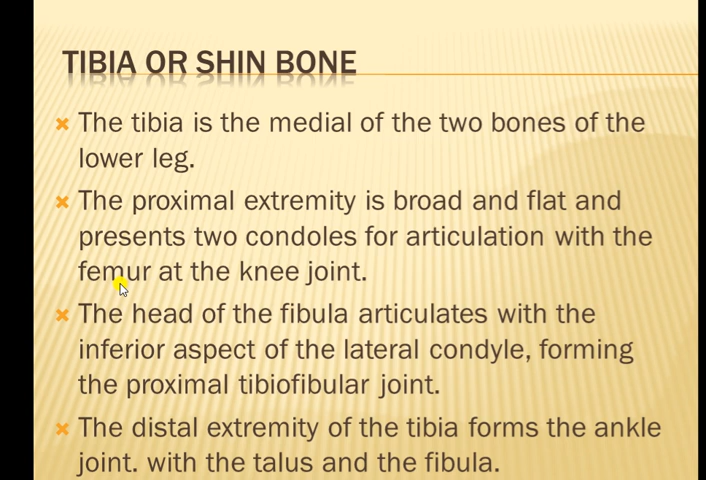 TIBIA OR SHIN BONE
The tibia is the medial of the two bones of the
lower leg.
The proximal extremity is broad and flat and
presents two condoles for articulation with the
femur at the knee joint.
The head of the fibula articulates with the
inferior aspect of the lateral condyle, forming
the proximal tibiofibular joint.
The distal extremity of the tibia forms the ankle
joint. with the talus and the fibula.